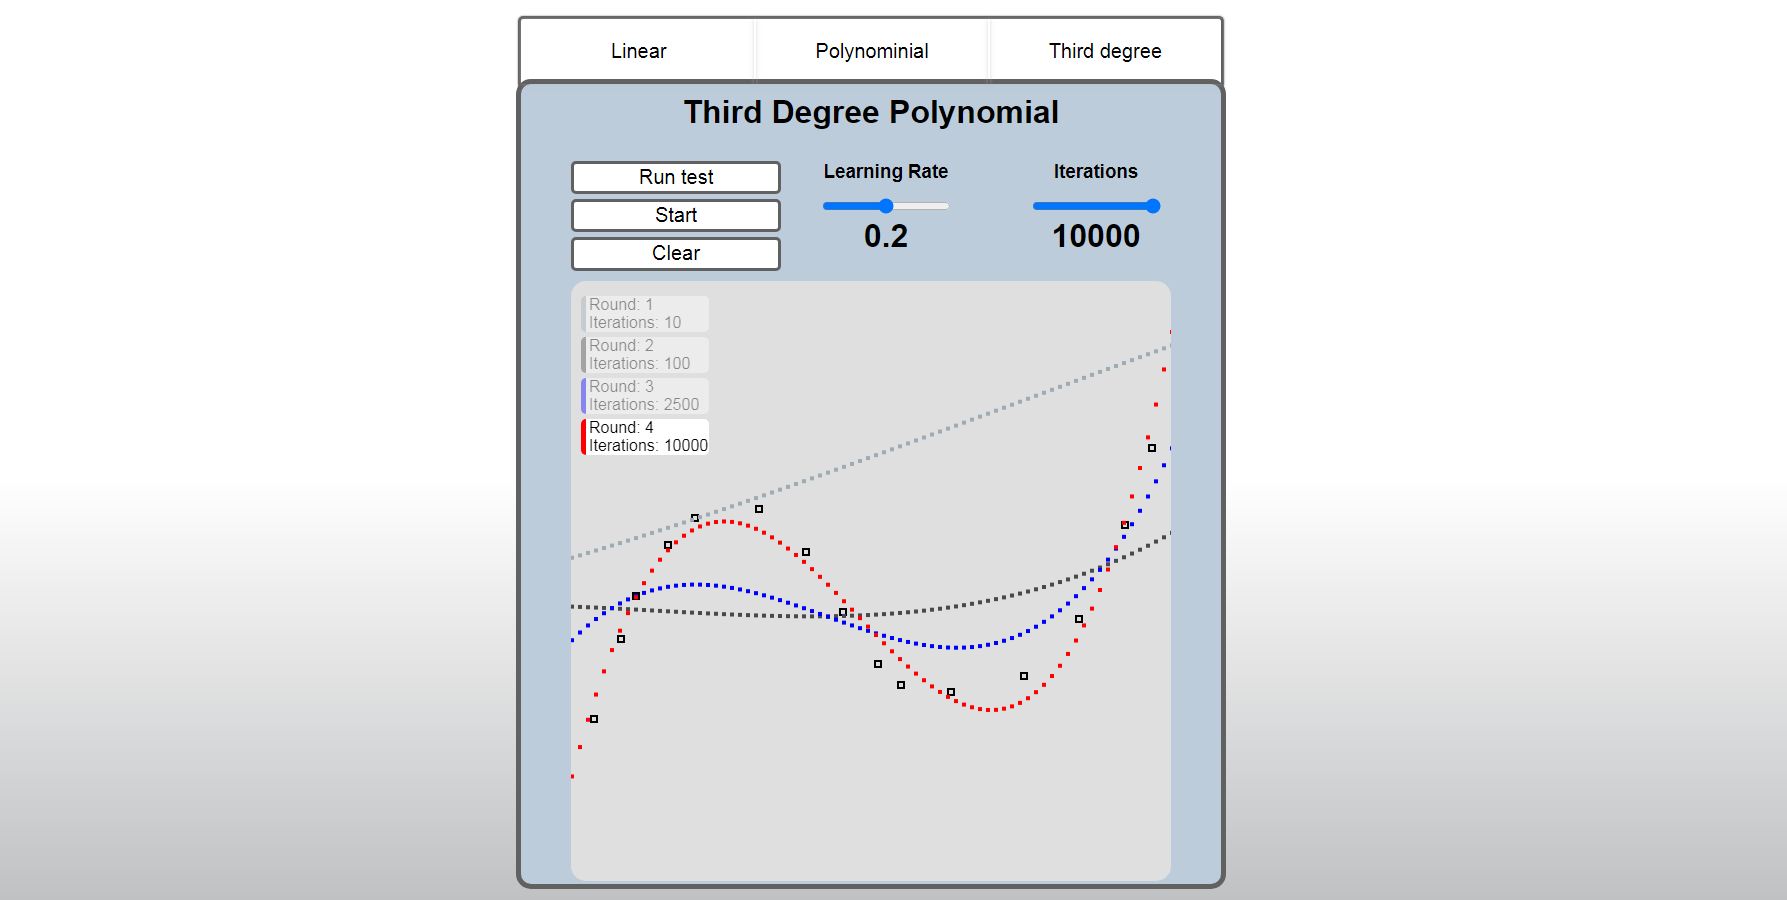 Linear
Polynominial
Third degree
Third Degree Polynomial
Run test
Start
Clear
Learning Rate
0.2
Iterations
10000
Round: 1
Iterations: 10
Round: 2
Iterations: 100
Round: 3
Iterations: 2500
Round: 4
Iterations: 10000